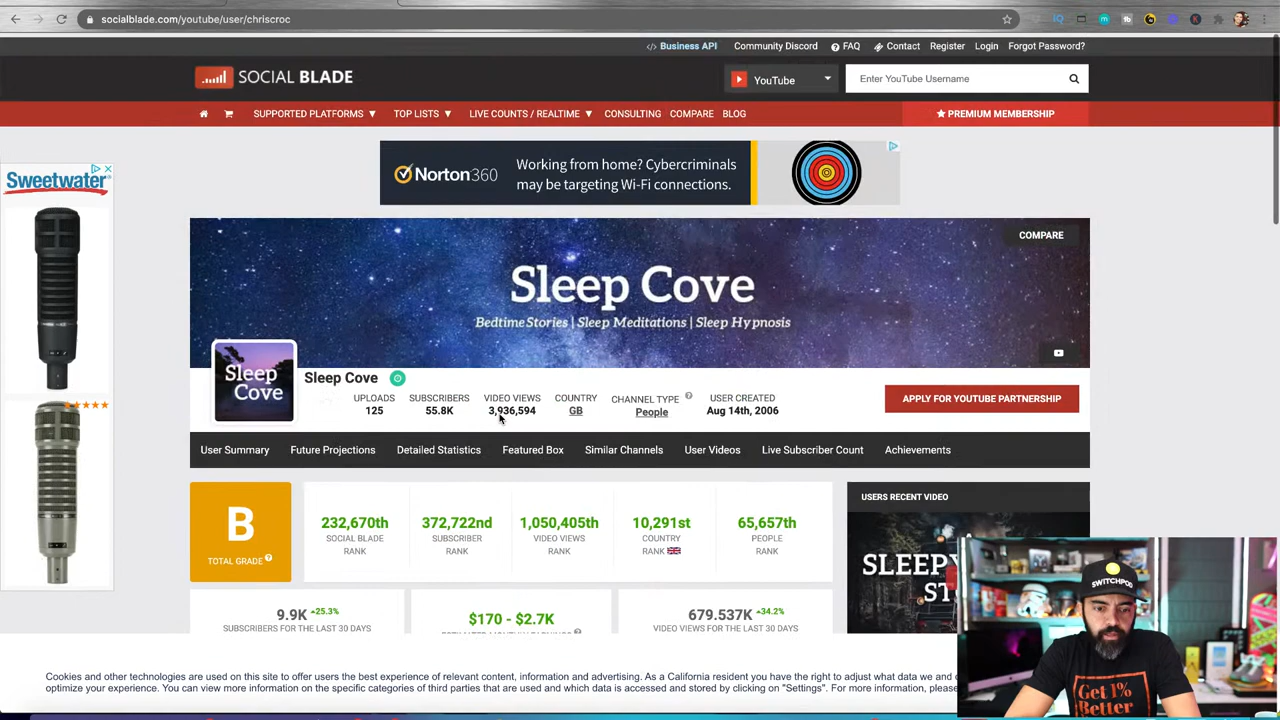 socialblade.com/youtube/user/chriscroc
Business API Community Discord FAQ Contact Register Login Forgot Password?
SOCIAL BLADE
YouTube
Enter YouTube Username
SUPPORTED PLATFORMS TOP LISTS LIVE COUNTS / REALTIME CONSULTING COMPARE BLOG
PREMIUM MEMBERSHIP
Sweetwater
Norton360
Working from home? Cybercriminals
may be targeting Wi-Fi connections.
COMPARE
Sleep Cove
Bedtime Stories | Sleep Meditations | Sleep Hypnosis
Sleep
Cove
Sleep Cove
UPLOADS SUBSCRIBERS VIDEO VIEWS COUNTRY CHANNEL TYPE USER CREATED
125 55.8K 3,936,594 GB People Aug 14th, 2006
APPLY FOR YOUTUBE PARTNERSHIP
User Summary Future Projections Detailed Statistics Featured Box Similar Channels User Videos Live Subscriber Count Achievements
B
TOTAL GRADE
232,670th 372,722nd 1,050,405th 10,291st 65,657th
SOCIAL BLADE SUBSCRIBER VIDEO VIEWS COUNTRY PEOPLE
RANK RANK RANK RANK RANK
USERS RECENT VIDEO
9.9K 25.3%
SUBSCRIBERS FOR THE LAST 30 DAYS
$170 - $2.7K
ESTIMATED MONTHLY EARNINGS
679.537K 34.2%
VIDEO VIEWS FOR THE LAST 30 DAYS
SWITCHPOD
Get 1%
Better
Cookies and other technologies are used on this site to offer users the best experience of relevant content, information and advertising. As a California resident you have the right to adjust what data we and
optimize your experience. You can view more information on the specific categories of third parties that are used and which data is accessed and stored by clicking on "Settings". For more information, please